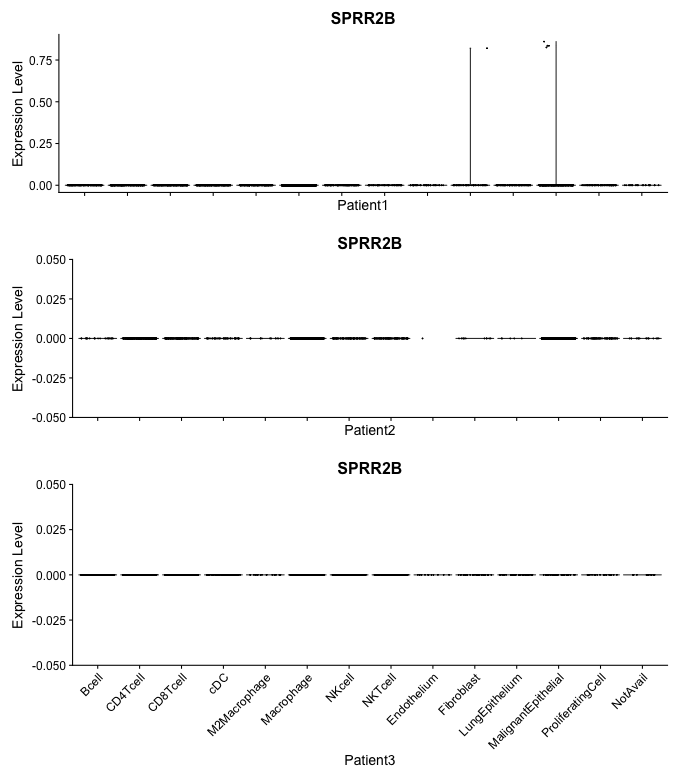 SPRR2B
Expression Level
0.75
0.50
0.25
0.00
Patient1
SPRR2B
Expression Level
0.050
0.025
0.000
-0.025
-0.050
Patient2
SPRR2B
Expression Level
0.050
0.025
0.000
-0.025
-0.050
Bcell
CD4Tcell
CD8Tcell
cDC
M2Macrophage
Macrophage
NKcell
NKTcell
Endothelium
Fibroblast
LungEpithelium
MalignantEpithelial
ProliferatingCell
NotAvail
Patient3